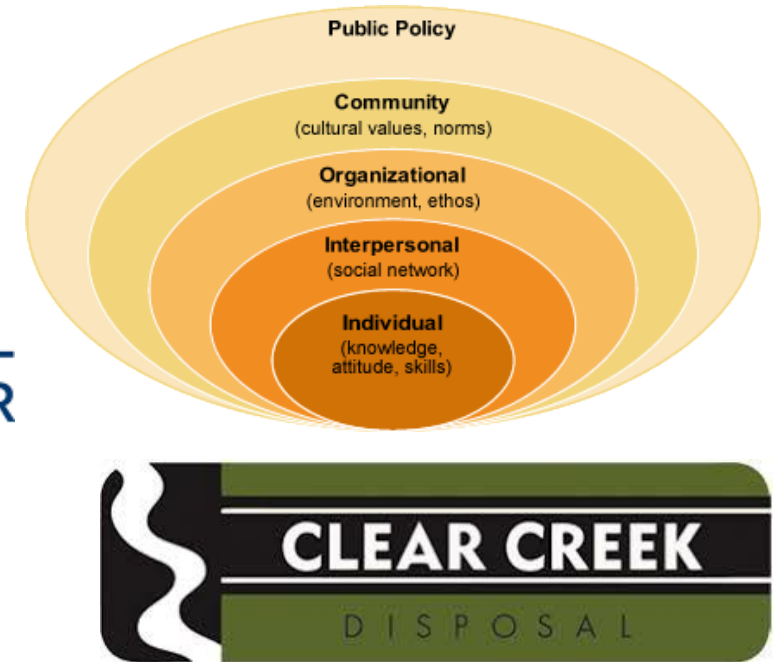 Public Policy
Community
(cultural values, norms)
Organizational
(environment, ethos)
Interpersonal
(social network)
Individual
(knowledge,
attitude, skills)
R
CLEAR CREEK
DISPOSAL